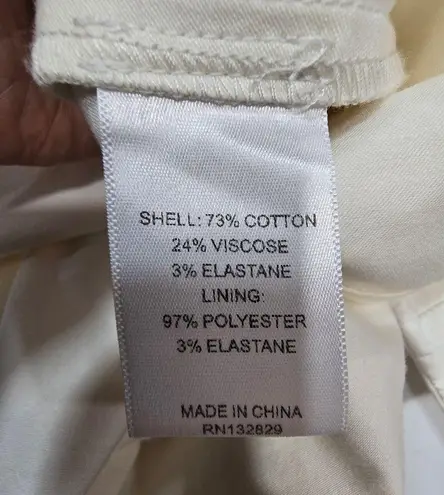 SHELL: 73% COTTON
24% VISCOSE
3% ELASTANE
LINING:
97% POLYESTER
3% ELASTANE
MADE IN CHINA
RN132829